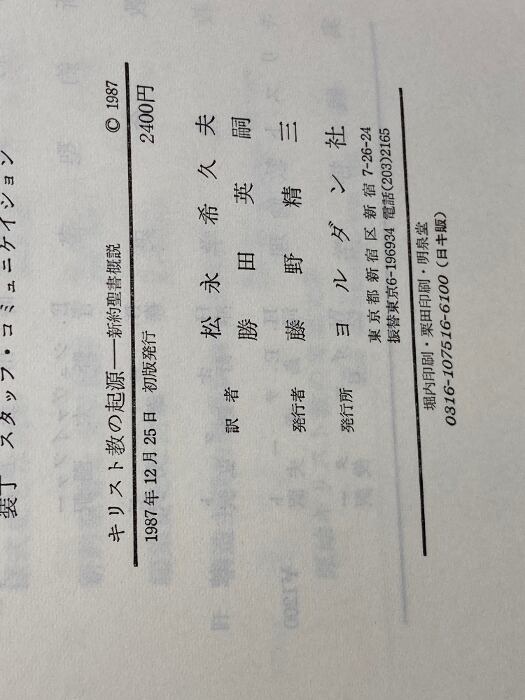 装丁 スタッフ・コミュニケイション
キリスト教の起源──新約聖書概説 © 1987
1987年12月25日 初版発行 2400円
松永希久夫
訳者
勝田英嗣
発行者 藤野精三
発行所 ヨルダン社
東京都新宿区新宿7-26-24
振替東京6-196934 電話(203)2165
堀内印刷・栗田印刷・明泉堂
0816-107516-6100（日キ版）